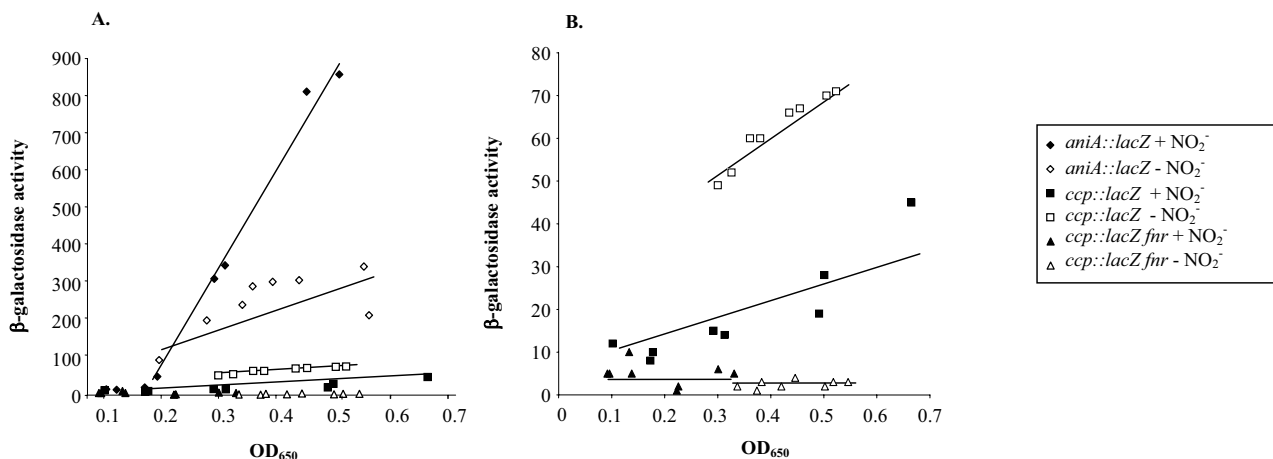 A.
900
800
700
600
500
400
300
200
100
0
β-galactosidase activity
0.1 0.2 0.3 0.4 0.5 0.6 0.7
OD650
B.
80
70
60
50
40
30
20
10
0
β-galactosidase activity
0 0.1 0.2 0.3 0.4 0.5 0.6 0.7
OD650
aniA::lacZ + NO2-
aniA::lacZ - NO2-
ccp::lacZ + NO2-
ccp::lacZ - NO2-
ccp::lacZ fnr + NO2-
ccp::lacZ fnr - NO2-